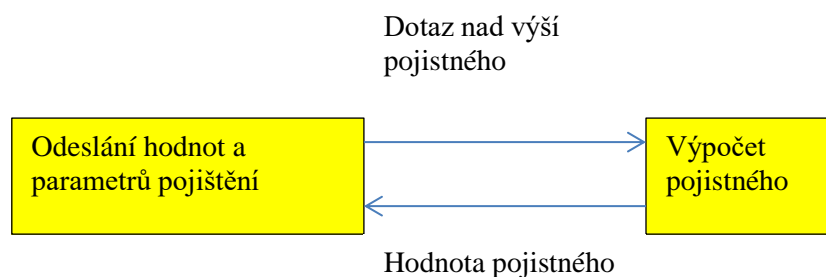 Dotaz nad výší
pojistného
Odeslání hodnot a
parametrů pojištění
Výpočet
pojistného
Hodnota pojistného